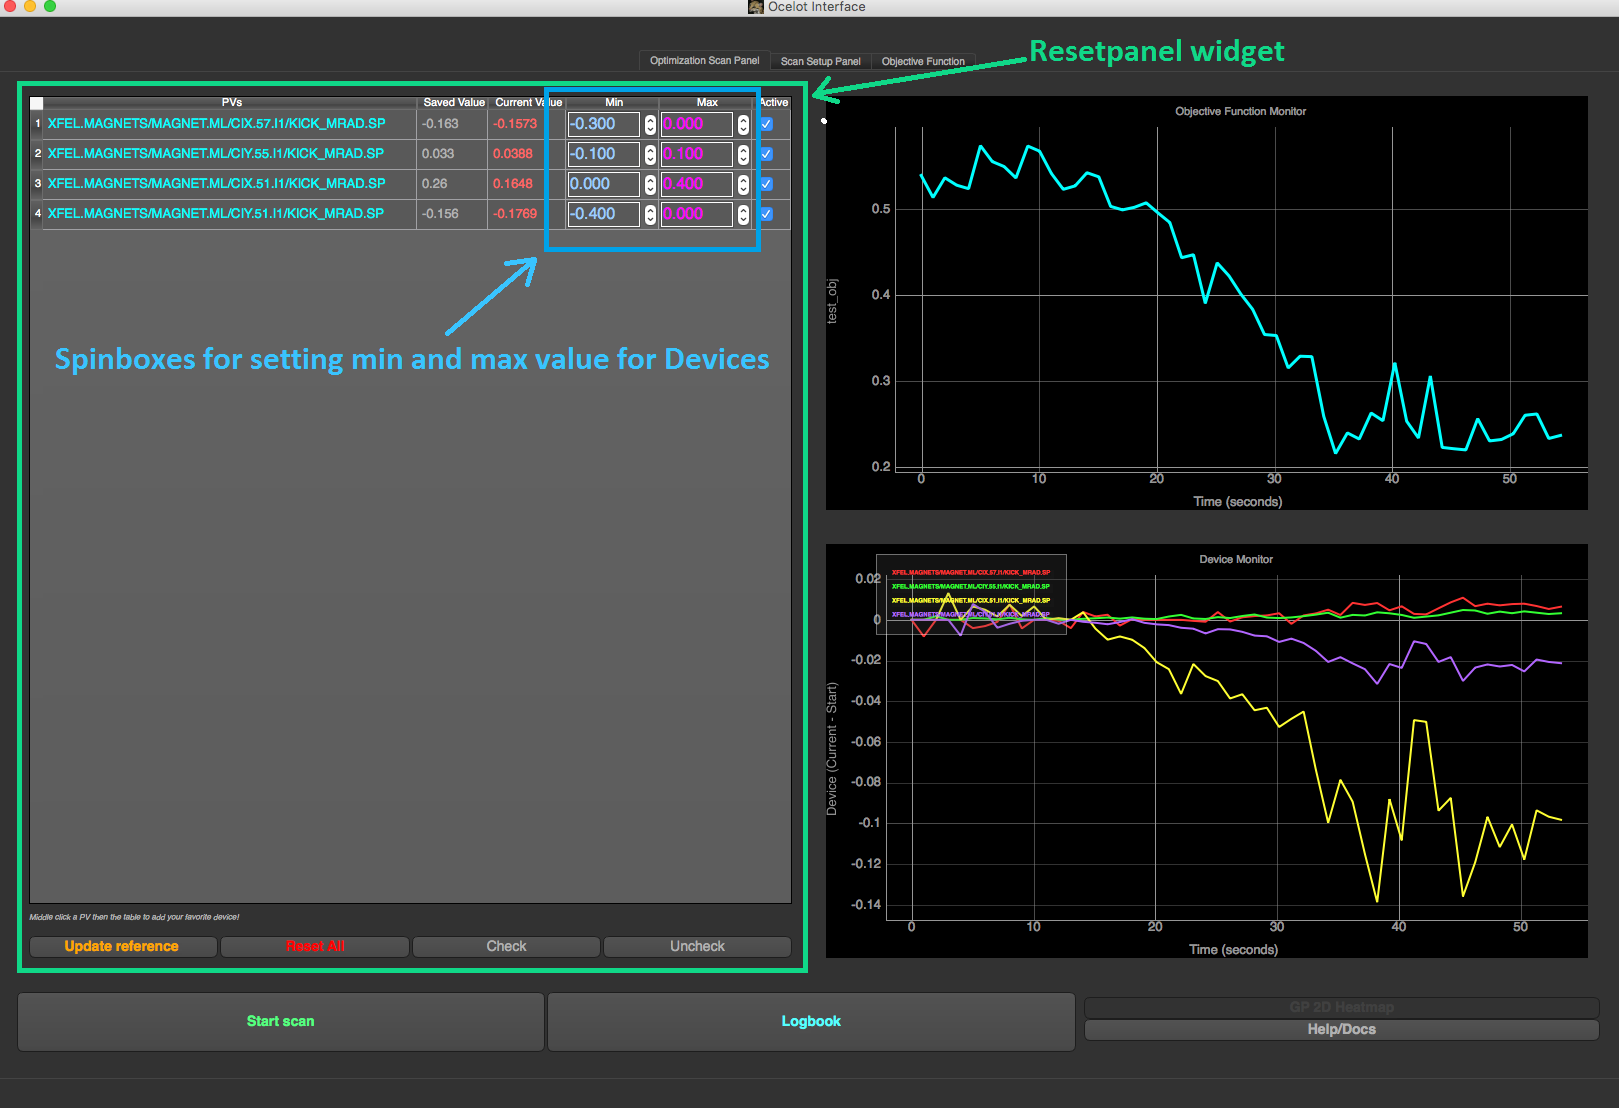 Ocelot Interface
Resetpanel widget
Optimization Scan Panel
Scan Setup Panel
Objective Function
PVs Saved Value Current Value Min Max Active
1 XFEL.MAGNETS/MAGNET.ML/CIX.57.I1/KICK_MRAD.SP -0.163 -0.1573 -0.300 0.000
2 XFEL.MAGNETS/MAGNET.ML/CIY.55.I1/KICK_MRAD.SP 0.033 0.0388 -0.100 0.100
3 XFEL.MAGNETS/MAGNET.ML/CIX.51.I1/KICK_MRAD.SP 0.26 0.1648 0.000 0.400
4 XFEL.MAGNETS/MAGNET.ML/CIY.51.I1/KICK_MRAD.SP -0.156 -0.1769 -0.400 0.000
Spinboxes for setting min and max value for Devices
Middle click a PV then the table to add your favorite device!
Update reference
Reset All
Check
Uncheck
Objective Function Monitor
test_obj
0.5
0.4
0.3
0.2
0 10 20 30 40 50
Time (seconds)
Device Monitor
XFEL.MAGNETS/MAGNET.ML/CIX.57.I1/KICK_MRAD.SP
XFEL.MAGNETS/MAGNET.ML/CIY.55.I1/KICK_MRAD.SP
XFEL.MAGNETS/MAGNET.ML/CIX.51.I1/KICK_MRAD.SP
XFEL.MAGNETS/MAGNET.ML/CIY.51.I1/KICK_MRAD.SP
Device (Current - Start)
0.02
0
-0.02
-0.04
-0.06
-0.08
-0.1
-0.12
-0.14
0 10 20 30 40 50
Time (seconds)
Start scan
Logbook
GP 2D Heatmap
Help/Docs